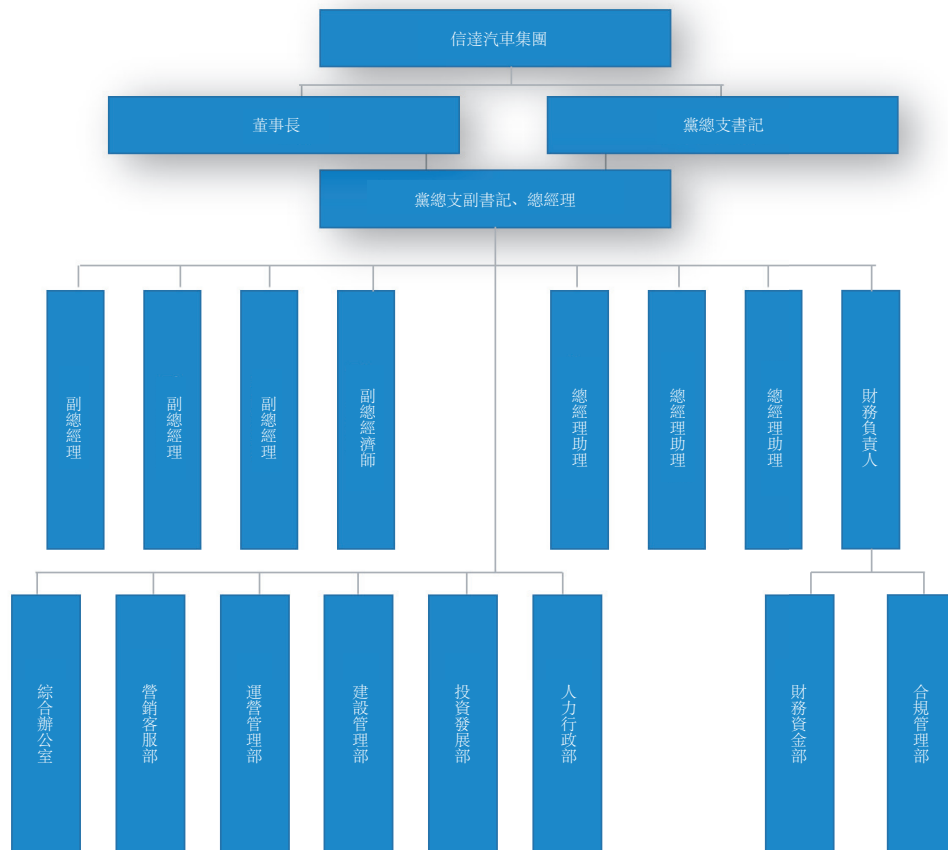 信達汽車集團
董事長
黨總支書記
黨總支副書記、總經理
副總經理
副總經理
副總經理
副總經濟師
總經理助理
總經理助理
總經理助理
財務負責人
綜合辦公室
營銷客服部
運營管理部
建設管理部
投資發展部
人力行政部
財務資金部
合規管理部